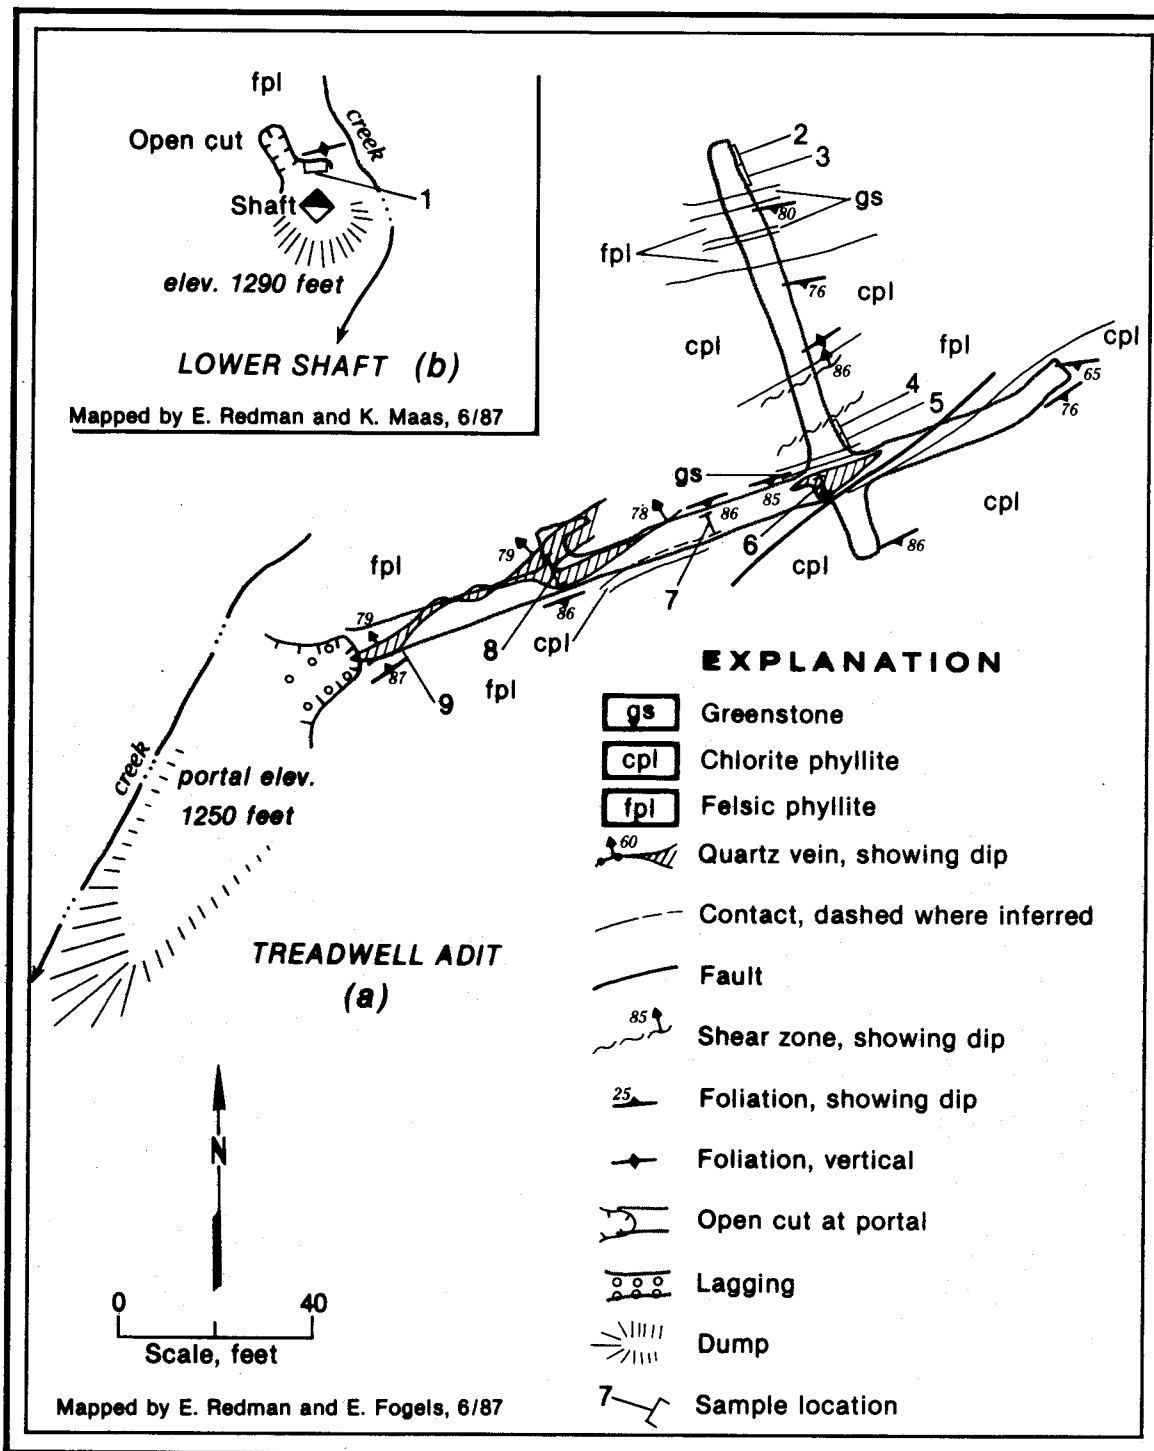 fpl
creek
Open cut
1
Shaft
elev. 1290 feet
LOWER SHAFT (b)
Mapped by E. Redman and K. Maas, 6/87
2
3
gs
80
fpl
76
cpl
cpl
fpl
cpl
86
65
76
4
5
gs
85
cpl
78
86
6
86
79
fpl
cpl
7
86
79
8
cpl
87
9
fpl
creek
portal elev.
1250 feet
TREADWELL ADIT
(a)
N
0 40
Scale, feet
Mapped by E. Redman and E. Fogels, 6/87
EXPLANATION
gs Greenstone
cpl Chlorite phyllite
fpl Felsic phyllite
60 Quartz vein, showing dip
Contact, dashed where inferred
Fault
85 Shear zone, showing dip
25 Foliation, showing dip
Foliation, vertical
Open cut at portal
Lagging
Dump
7 Sample location